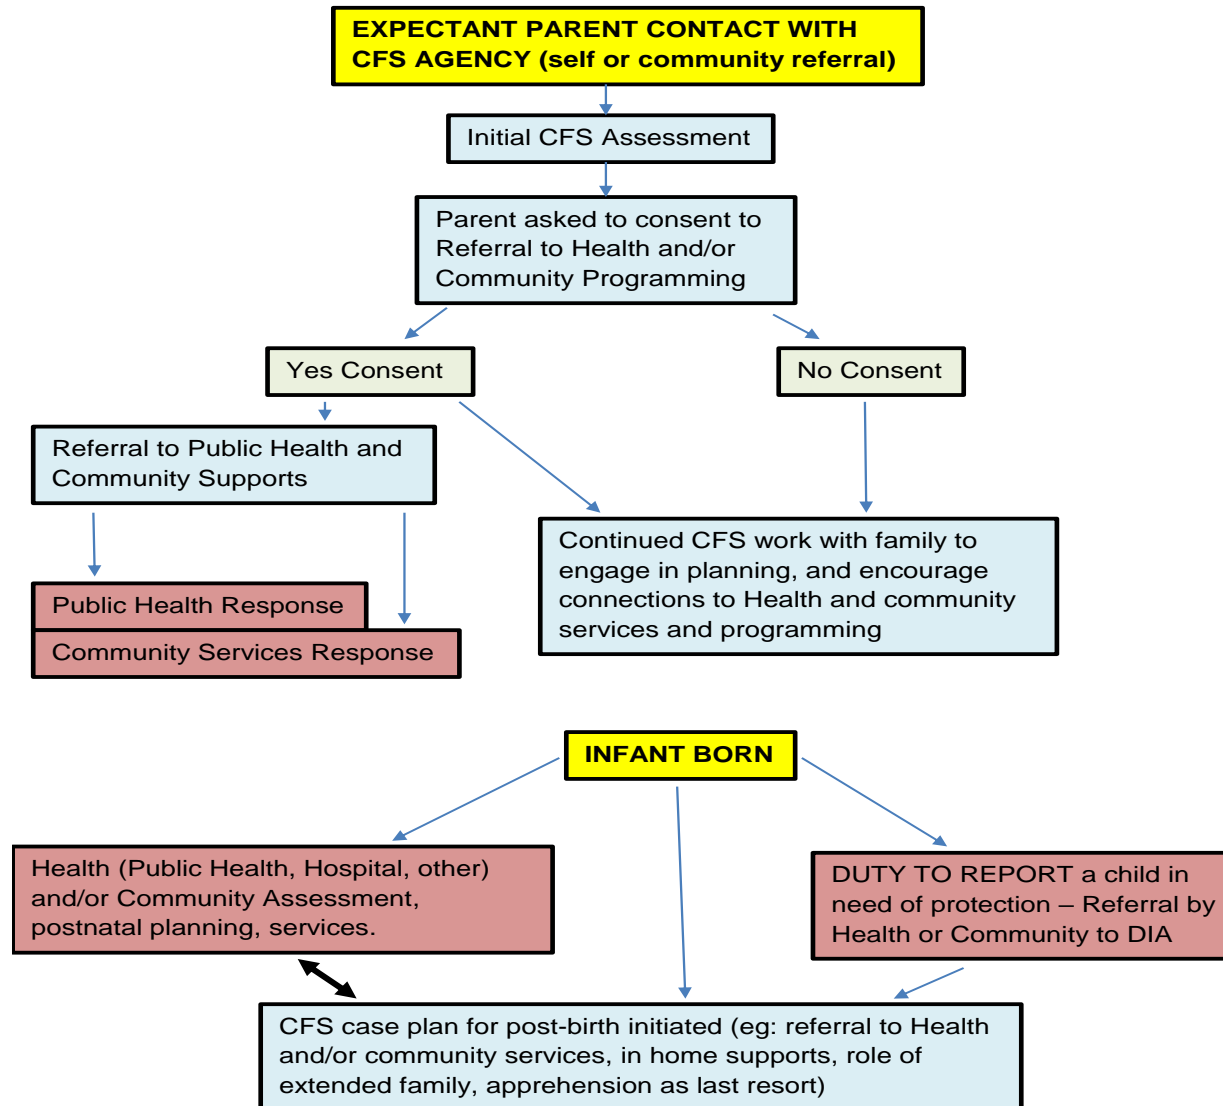 EXPECTANT PARENT CONTACT WITH
CFS AGENCY (self or community referral)
Initial CFS Assessment
Parent asked to consent to
Referral to Health and/or
Community Programming
Yes Consent
No Consent
Referral to Public Health and
Community Supports
Continued CFS work with family to
engage in planning, and encourage
connections to Health and community
services and programming
Public Health Response
Community Services Response
INFANT BORN
Health (Public Health, Hospital, other)
and/or Community Assessment,
postnatal planning, services.
DUTY TO REPORT a child in
need of protection – Referral by
Health or Community to DIA
CFS case plan for post-birth initiated (eg: referral to Health
and/or community services, in home supports, role of
extended family, apprehension as last resort)